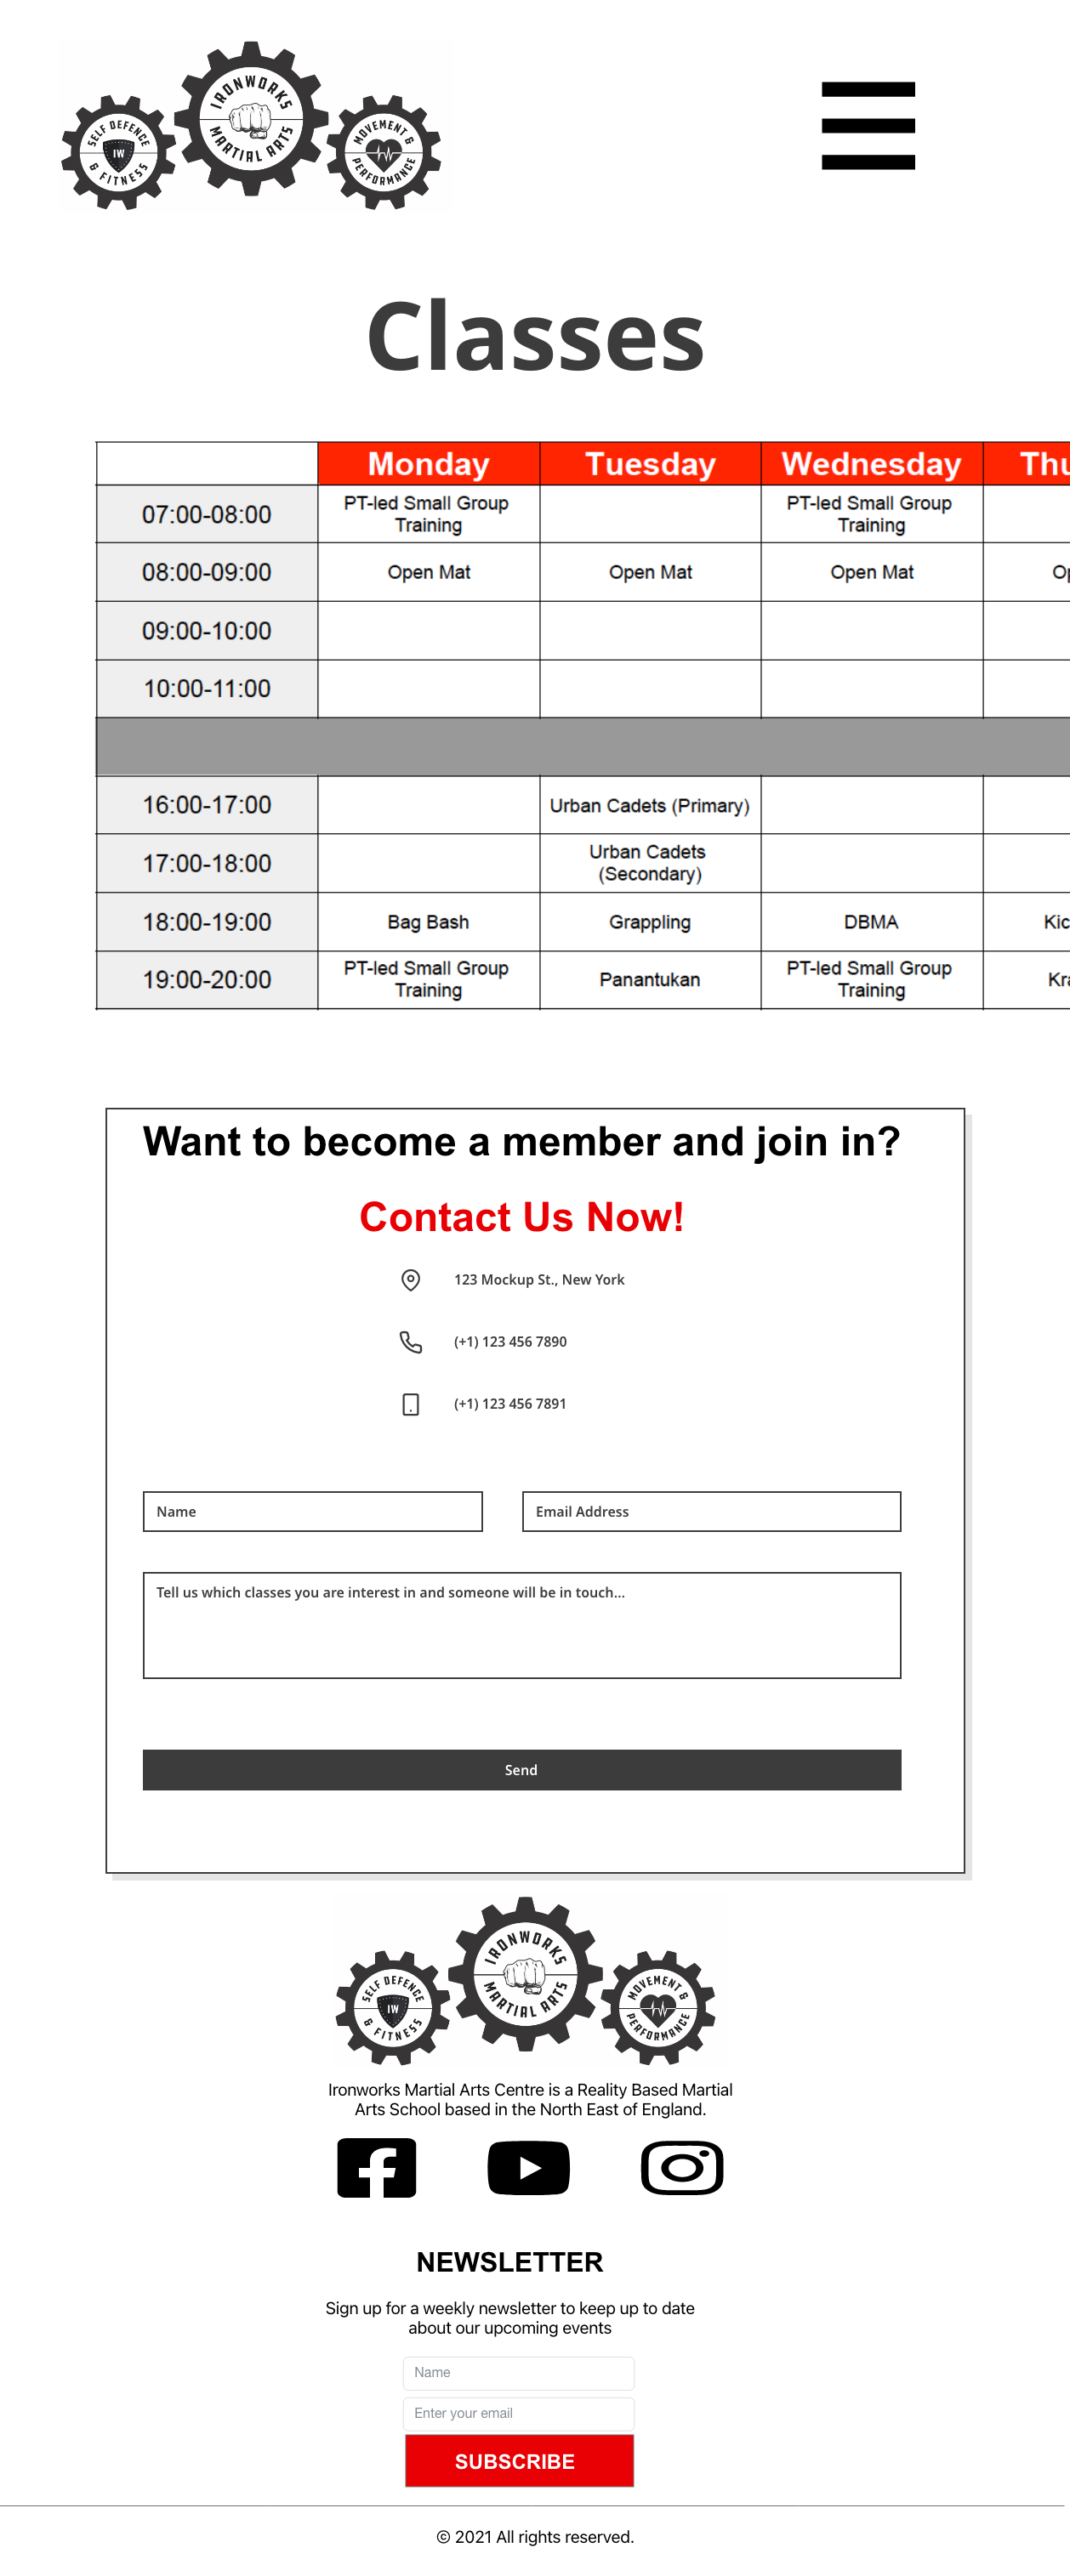 IRONWORKS
MARTIAL ARTS
SELF DEFENCE
IW
& FITNESS
MOVEMENT &
PERFORMANCE
Classes
Monday Tuesday Wednesday Thu
07:00-08:00 PT-led Small Group Training PT-led Small Group Training
08:00-09:00 Open Mat Open Mat Open Mat Op
09:00-10:00
10:00-11:00
16:00-17:00 Urban Cadets (Primary)
17:00-18:00 Urban Cadets (Secondary)
18:00-19:00 Bag Bash Grappling DBMA Kic
19:00-20:00 PT-led Small Group Training Panantukan PT-led Small Group Training Kra
Want to become a member and join in?
Contact Us Now!
123 Mockup St., New York
(+1) 123 456 7890
(+1) 123 456 7891
Name Email Address
Tell us which classes you are interest in and someone will be in touch...
Send
IRONWORKS
MARTIAL ARTS
SELF DEFENCE
IW
& FITNESS
MOVEMENT &
PERFORMANCE
Ironworks Martial Arts Centre is a Reality Based Martial
Arts School based in the North East of England.
NEWSLETTER
Sign up for a weekly newsletter to keep up to date
about our upcoming events
Name
Enter your email
SUBSCRIBE
© 2021 All rights reserved.